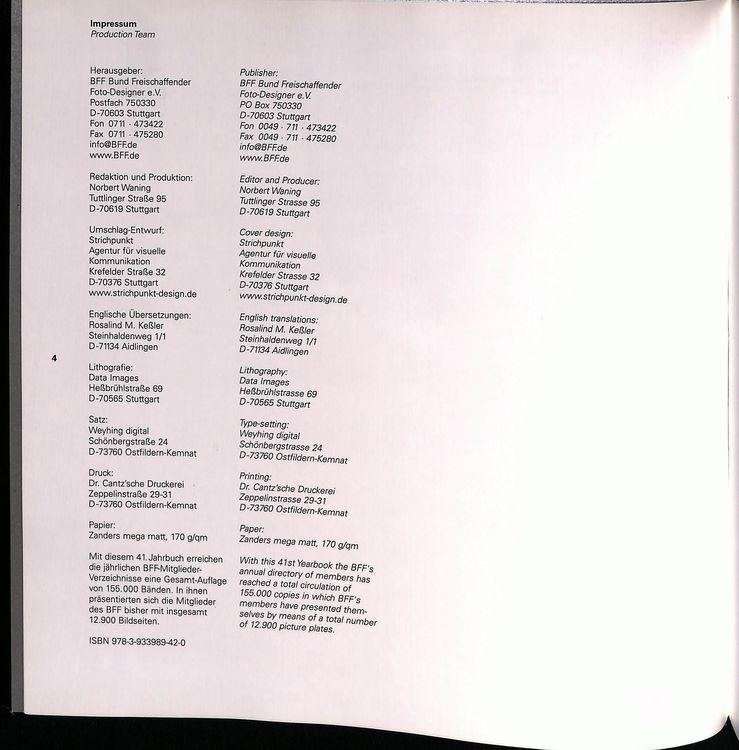 Impressum
Production Team
Herausgeber:
BFF Bund Freischaffender
Foto-Designer e.V.
Postfach 750330
D-70603 Stuttgart
Fon 0711 · 473422
Fax 0711 · 475280
info@BFF.de
www.BFF.de
Redaktion und Produktion:
Norbert Waning
Tuttlinger Straße 95
D-70619 Stuttgart
Umschlag-Entwurf:
Strichpunkt
Agentur für visuelle
Kommunikation
Krefelder Straße 32
D-70376 Stuttgart
www.strichpunkt-design.de
Englische Übersetzungen:
Rosalind M. Keßler
Steinhaldenweg 1/1
D-71134 Aidlingen
Lithografie:
Data Images
Heßbrühlstraße 69
D-70565 Stuttgart
Satz:
Weyhing digital
Schönbergstraße 24
D-73760 Ostfildern-Kemnat
Druck:
Dr. Cantz'sche Druckerei
Zeppelinstraße 29-31
D-73760 Ostfildern-Kemnat
Papier:
Zanders mega matt, 170 g/qm
Mit diesem 41. Jahrbuch erreichen
die jährlichen BFF-Mitglieder-
Verzeichnisse eine Gesamt-Auflage
von 155.000 Bänden. In ihnen
präsentierten sich die Mitglieder
des BFF bisher mit insgesamt
12.900 Bildseiten.
ISBN 978-3-933989-42-0
Publisher:
BFF Bund Freischaffender
Foto-Designer e.V.
PO Box 750330
D-70603 Stuttgart
Fon 0049 · 711 · 473422
Fax 0049 · 711 · 475280
info@BFF.de
www.BFF.de
Editor and Producer:
Norbert Waning
Tuttlinger Strasse 95
D-70619 Stuttgart
Cover design:
Strichpunkt
Agentur für visuelle
Kommunikation
Krefelder Strasse 32
D-70376 Stuttgart
www.strichpunkt-design.de
English translations:
Rosalind M. Keßler
Steinhaldenweg 1/1
D-71134 Aidlingen
Lithography:
Data Images
Heßbrühlstrasse 69
D-70565 Stuttgart
Type-setting:
Weyhing digital
Schönbergstrasse 24
D-73760 Ostfildern-Kemnat
Printing:
Dr. Cantz'sche Druckerei
Zeppelinstrasse 29-31
D-73760 Ostfildern-Kemnat
Paper:
Zanders mega matt, 170 g/qm
With this 41st Yearbook the BFF's
annual directory of members has
reached a total circulation of
155.000 copies in which BFF's
members have presented them-
selves by means of a total number
of 12.900 picture plates.
4